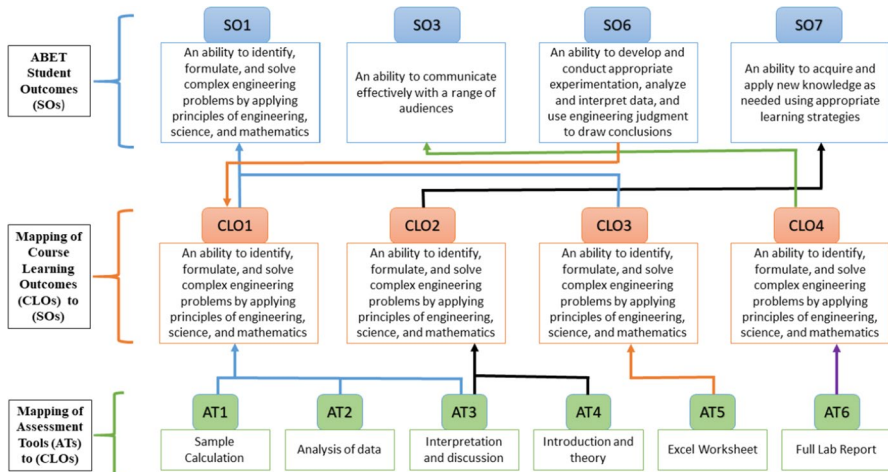 ABET
Student
Outcomes
(SOs)
SO1
An ability to identify,
formulate, and solve
complex engineering
problems by applying
principles of engineering,
science, and mathematics
SO3
An ability to communicate
effectively with a range of
audiences
SO6
An ability to develop and
conduct appropriate
experimentation, analyze
and interpret data, and
use engineering judgment
to draw conclusions
SO7
An ability to acquire and
apply new knowledge as
needed using appropriate
learning strategies
Mapping of
Course
Learning
Outcomes
(CLOs) to
(SOs)
CLO1
An ability to identify,
formulate, and solve
complex engineering
problems by applying
principles of engineering,
science, and mathematics
CLO2
An ability to identify,
formulate, and solve
complex engineering
problems by applying
principles of engineering,
science, and mathematics
CLO3
An ability to identify,
formulate, and solve
complex engineering
problems by applying
principles of engineering,
science, and mathematics
CLO4
An ability to identify,
formulate, and solve
complex engineering
problems by applying
principles of engineering,
science, and mathematics
Mapping of
Assessment
Tools (ATs)
to (CLOs)
AT1
Sample
Calculation
AT2
Analysis of data
AT3
Interpretation
and discussion
AT4
Introduction and
theory
AT5
Excel Worksheet
AT6
Full Lab Report